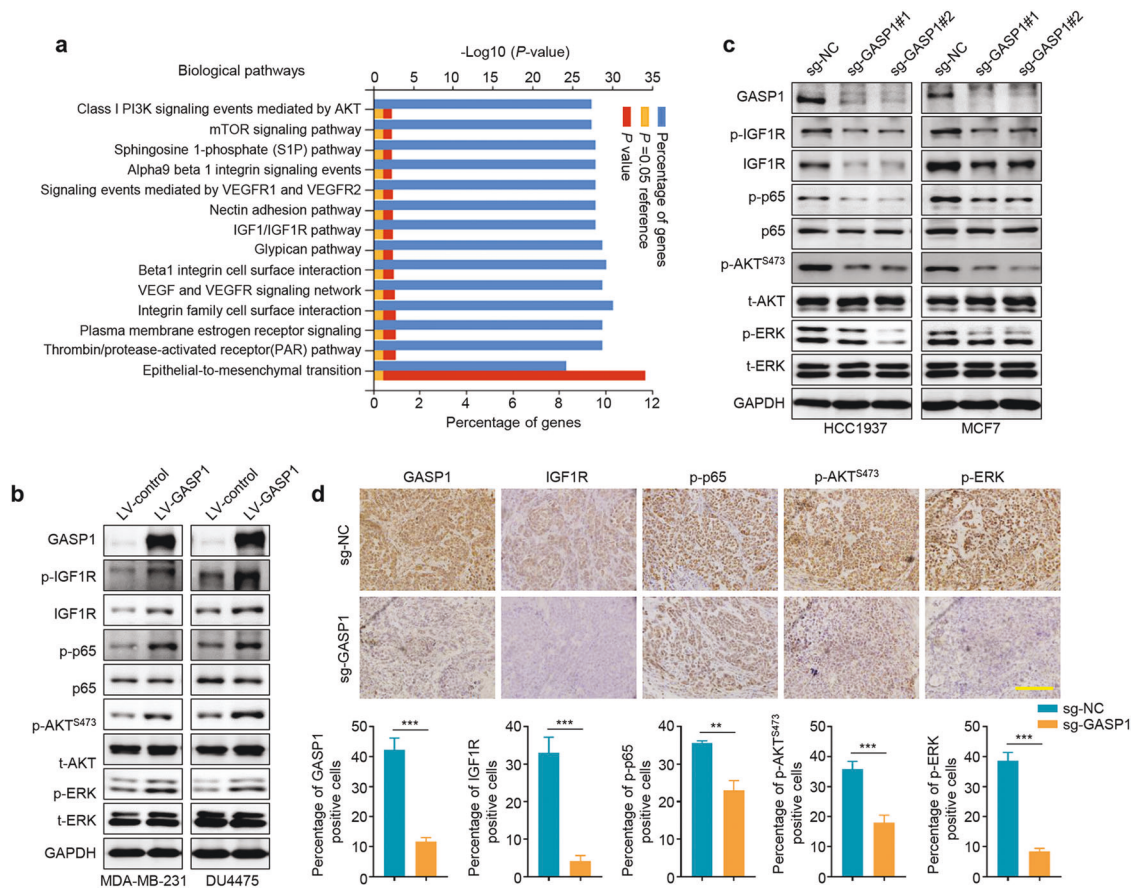 a
-Log10 (P-value)
Biological pathways
0 5 10 15 20 25 30 35
Class I PI3K signaling events mediated by AKT
mTOR signaling pathway
Sphingosine 1-phosphate (S1P) pathway
Alpha9 beta 1 integrin signaling events
Signaling events mediated by VEGFR1 and VEGFR2
Nectin adhesion pathway
IGF1/IGF1R pathway
Glypican pathway
Beta1 integrin cell surface interaction
VEGF and VEGFR signaling network
Integrin family cell surface interaction
Plasma membrane estrogen receptor signaling
Thrombin/protease-activated receptor(PAR) pathway
Epithelial-to-mesenchymal transition
0 2 4 6 8 10 12
Percentage of genes
Percentage of genes
P =0.05 reference
P value
b
LV-control LV-GASP1 LV-control LV-GASP1
GASP1
p-IGF1R
IGF1R
p-p65
p65
p-AKTS473
t-AKT
p-ERK
t-ERK
GAPDH
MDA-MB-231 DU4475
c
sg-NC sg-GASP1#1 sg-GASP1#2 sg-NC sg-GASP1#1 sg-GASP1#2
GASP1
p-IGF1R
IGF1R
p-p65
p65
p-AKTS473
t-AKT
p-ERK
t-ERK
GAPDH
HCC1937 MCF7
d
GASP1 IGF1R p-p65 p-AKTS473 p-ERK
sg-NC
sg-GASP1
sg-NC
sg-GASP1
Percentage of GASP1
positive cells
50
40
30
20
10
0
***
Percentage of IGF1R
positive cells
40
30
20
10
0
***
Percentage of p-p65
positive cells
40
30
20
10
0
**
Percentage of p-AKTS473
positive cells
50
40
30
20
10
0
***
Percentage of p-ERK
positive cells
50
40
30
20
10
0
***